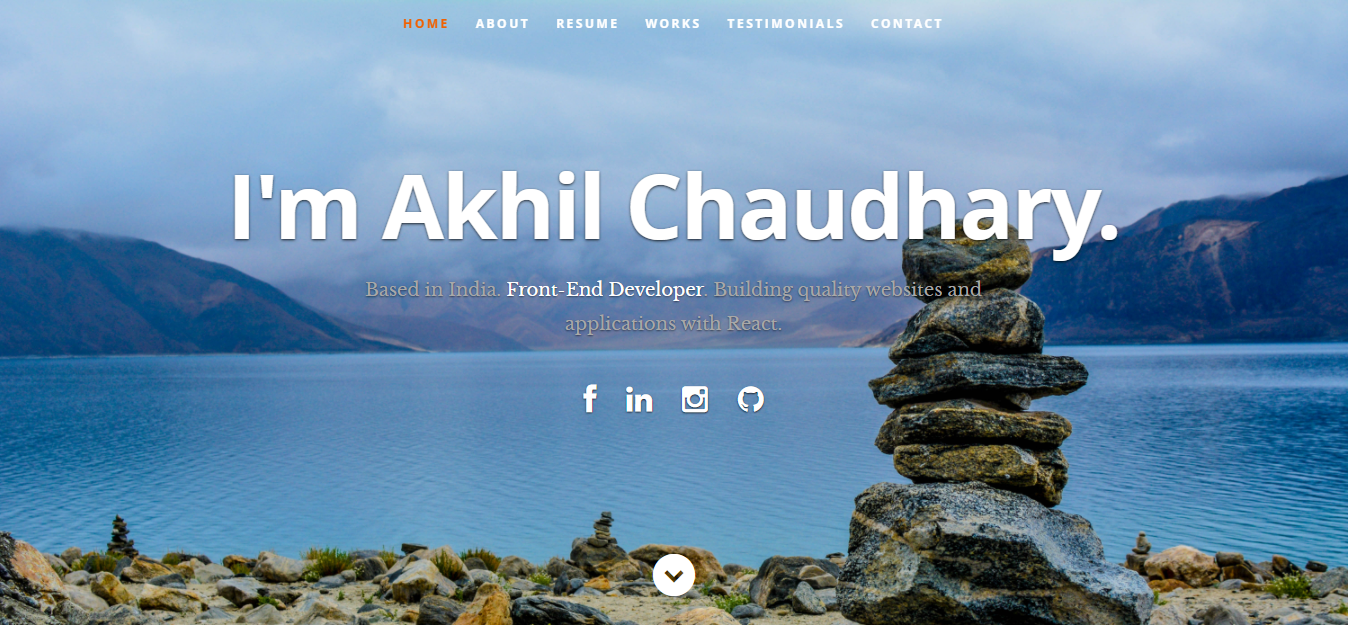 HOME ABOUT RESUME WORKS TESTIMONIALS CONTACT
I'm Akhil Chaudhary.
Based in India. Front-End Developer. Building quality websites and
applications with React.